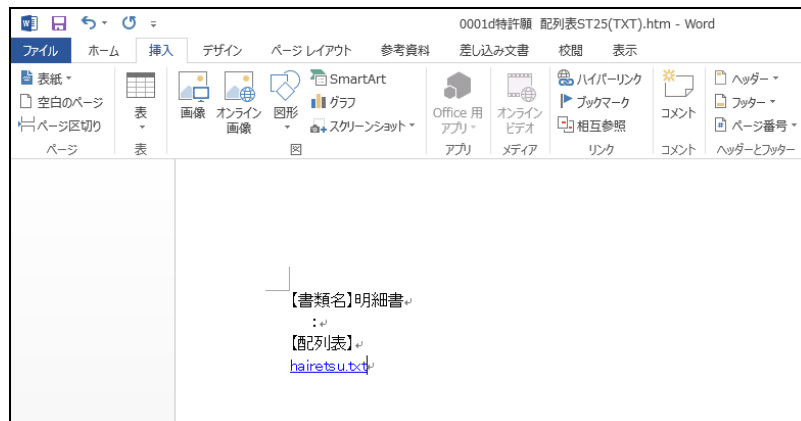 0001d特許願 配列表ST25(TXT).htm - Word
ファイル ホーム 挿入 デザイン ページ レイアウト 参考資料 差し込み文書 校閲 表示
表紙
空白のページ
ページ区切り
ページ
表
表
画像
オンライン
画像
図形
SmartArt
グラフ
スクリーンショット
図
Office 用
アプリ
アプリ
オンライン
ビデオ
メディア
ハイパーリンク
ブックマーク
相互参照
リンク
コメント
コメント
ヘッダー
フッター
ページ番号
ヘッダーとフッター
【書類名】明細書
:
【配列表】
hairetsu.txt